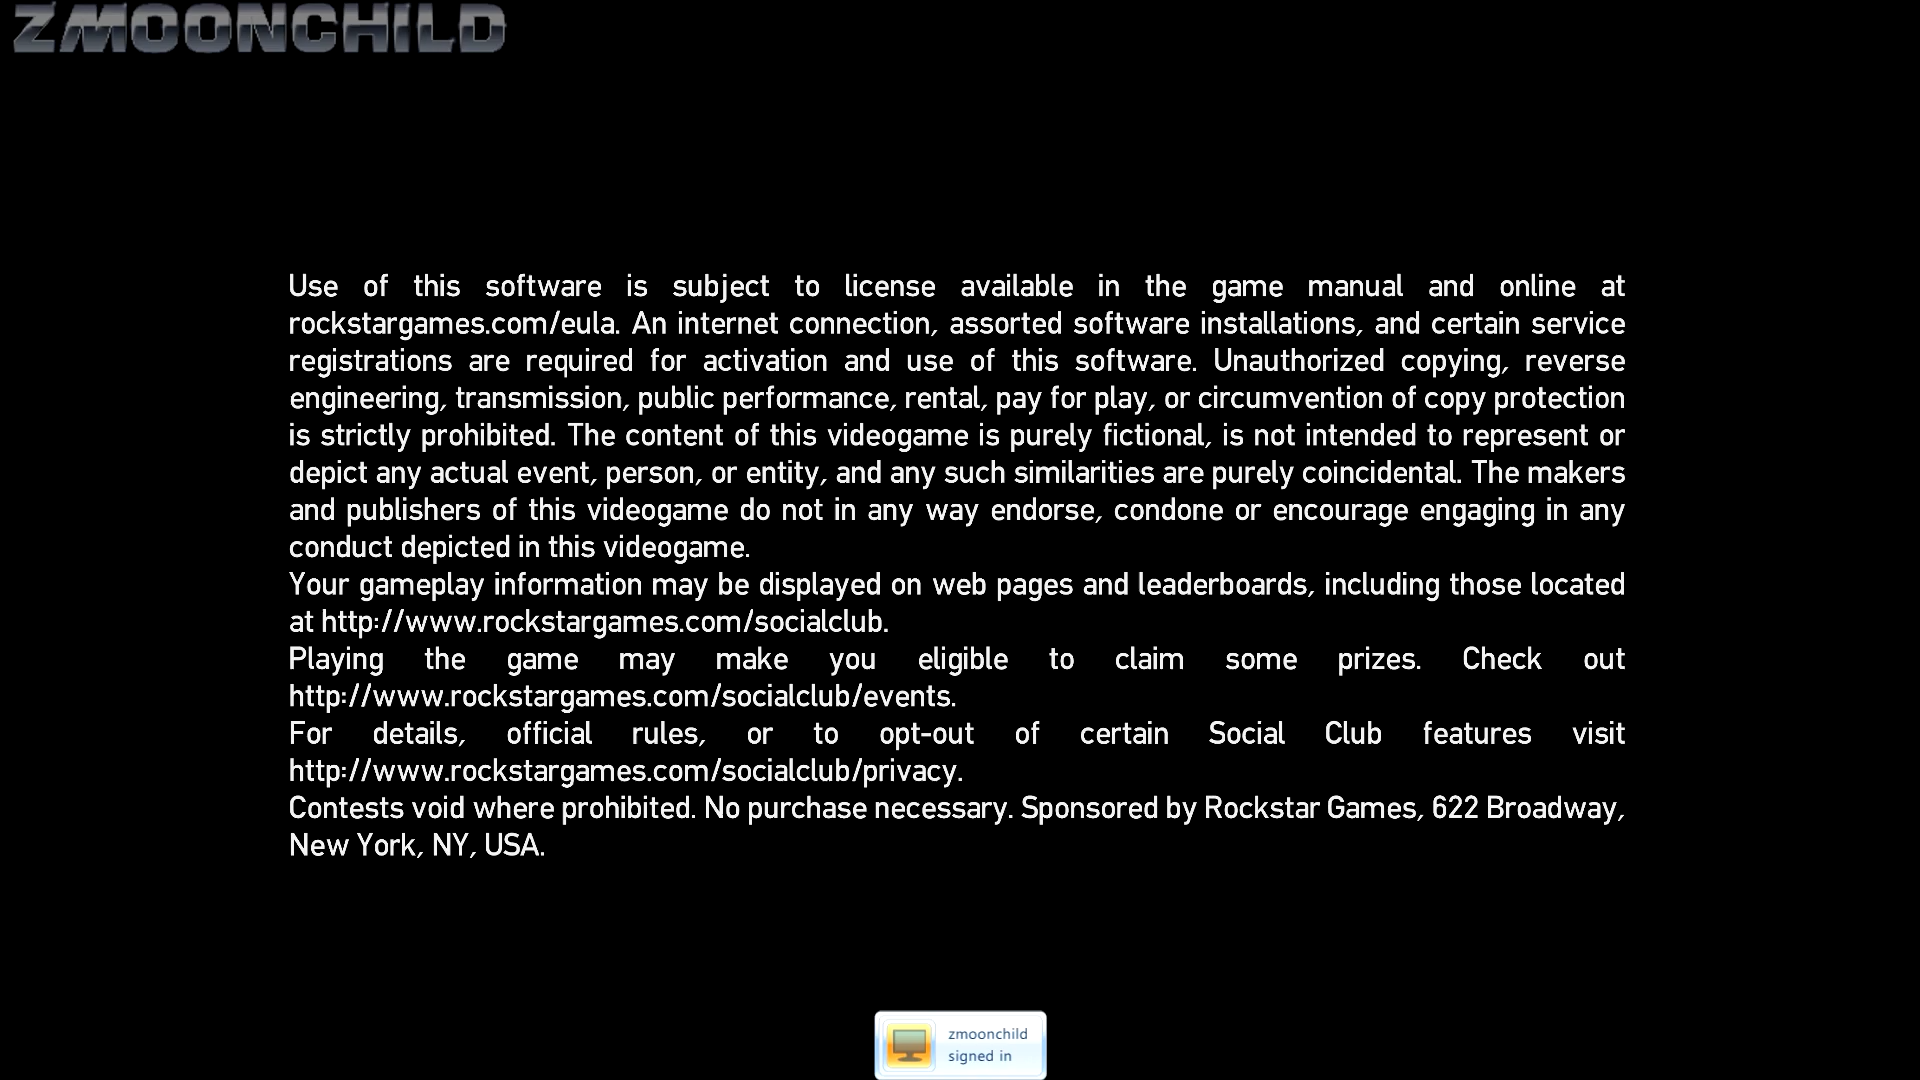 ZMOONCHILD
Use of this software is subject to license available in the game manual and online at
rockstargames.com/eula. An internet connection, assorted software installations, and certain service
registrations are required for activation and use of this software. Unauthorized copying, reverse
engineering, transmission, public performance, rental, pay for play, or circumvention of copy protection
is strictly prohibited. The content of this videogame is purely fictional, is not intended to represent or
depict any actual event, person, or entity, and any such similarities are purely coincidental. The makers
and publishers of this videogame do not in any way endorse, condone or encourage engaging in any
conduct depicted in this videogame.
Your gameplay information may be displayed on web pages and leaderboards, including those located
at http://www.rockstargames.com/socialclub.
Playing the game may make you eligible to claim some prizes. Check out
http://www.rockstargames.com/socialclub/events.
For details, official rules, or to opt-out of certain Social Club features visit
http://www.rockstargames.com/socialclub/privacy.
Contests void where prohibited. No purchase necessary. Sponsored by Rockstar Games, 622 Broadway,
New York, NY, USA.
zmoonchild
signed in